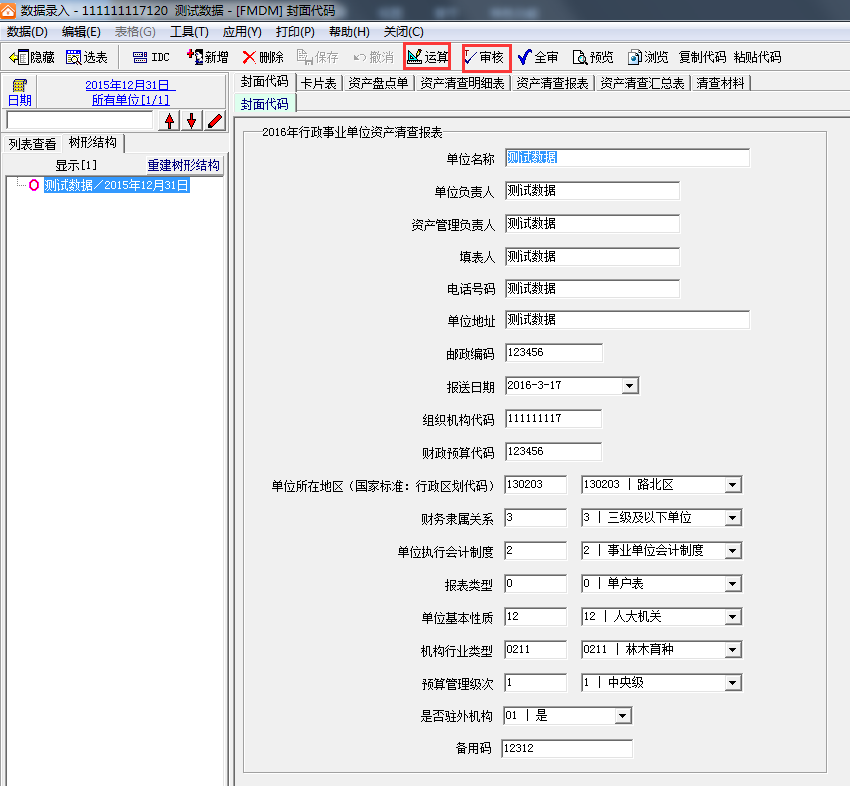 数据录入 - 111111117120  测试数据 - [FMDM] 封面代码
数据(D) 编辑(E) 表格(G) 工具(T) 应用(Y) 打印(P) 帮助(H) 关闭(C)
隐藏 选表 IDC 新增 删除 保存 撤消 运算 审核 全审 预览 浏览 复制代码 粘贴代码
日期
2015年12月31日
所有单位[1/1]
列表查看 树形结构
显示[1] 重建树形结构
测试数据／2015年12月31日
封面代码 卡片表 资产盘点单 资产清查明细表 资产清查报表 资产清查汇总表 清查材料
封面代码
2016年行政事业单位资产清查报表
单位名称 测试数据
单位负责人 测试数据
资产管理负责人 测试数据
填表人 测试数据
电话号码 测试数据
单位地址 测试数据
邮政编码 123456
报送日期 2016-3-17
组织机构代码 111111117
财政预算代码 123456
单位所在地区（国家标准：行政区划代码） 130203 130203 | 路北区
财务隶属关系 3 3 | 三级及以下单位
单位执行会计制度 2 2 | 事业单位会计制度
报表类型 0 0 | 单户表
单位基本性质 12 12 | 人大机关
机构行业类型 0211 0211 | 林木育种
预算管理级次 1 1 | 中央级
是否驻外机构 01 | 是
备用码 12312